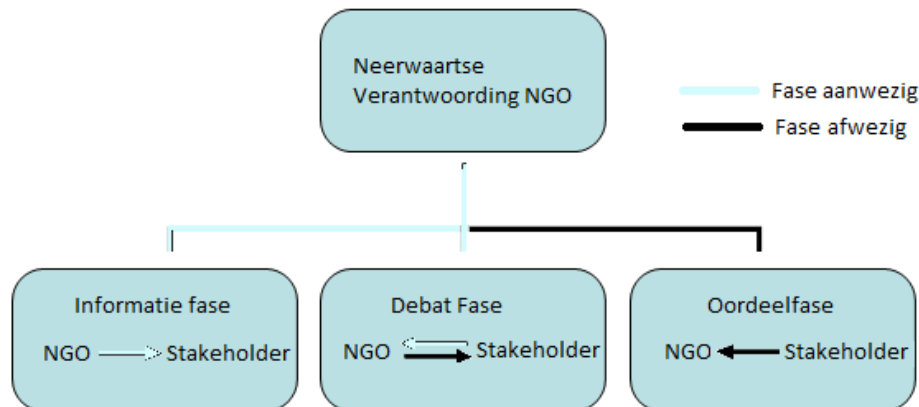 Neerwaartse
Verantwoording NGO
Fase aanwezig
Fase afwezig
Informatie fase
NGO Stakeholder
Debat Fase
NGO Stakeholder
Oordeelfase
NGO Stakeholder